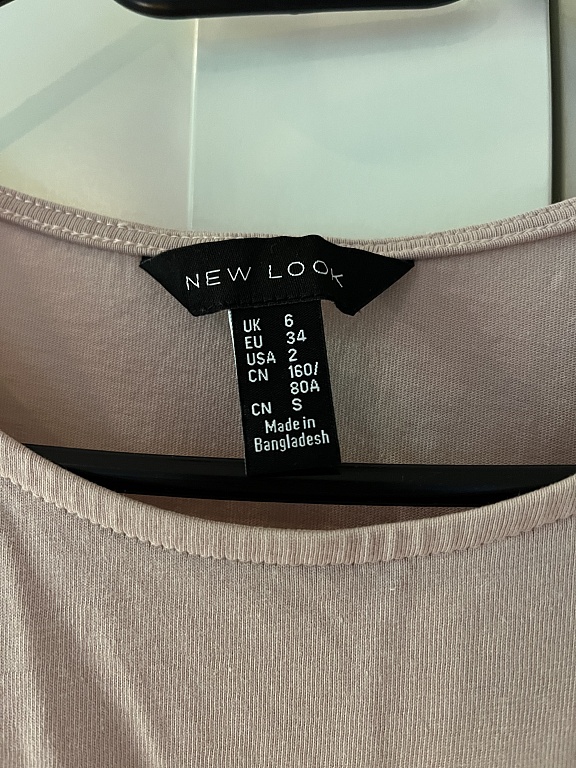 NEW LOOK
UK 6
EU 34
USA 2
CN 160/
80A
CN S
Made in
Bangladesh